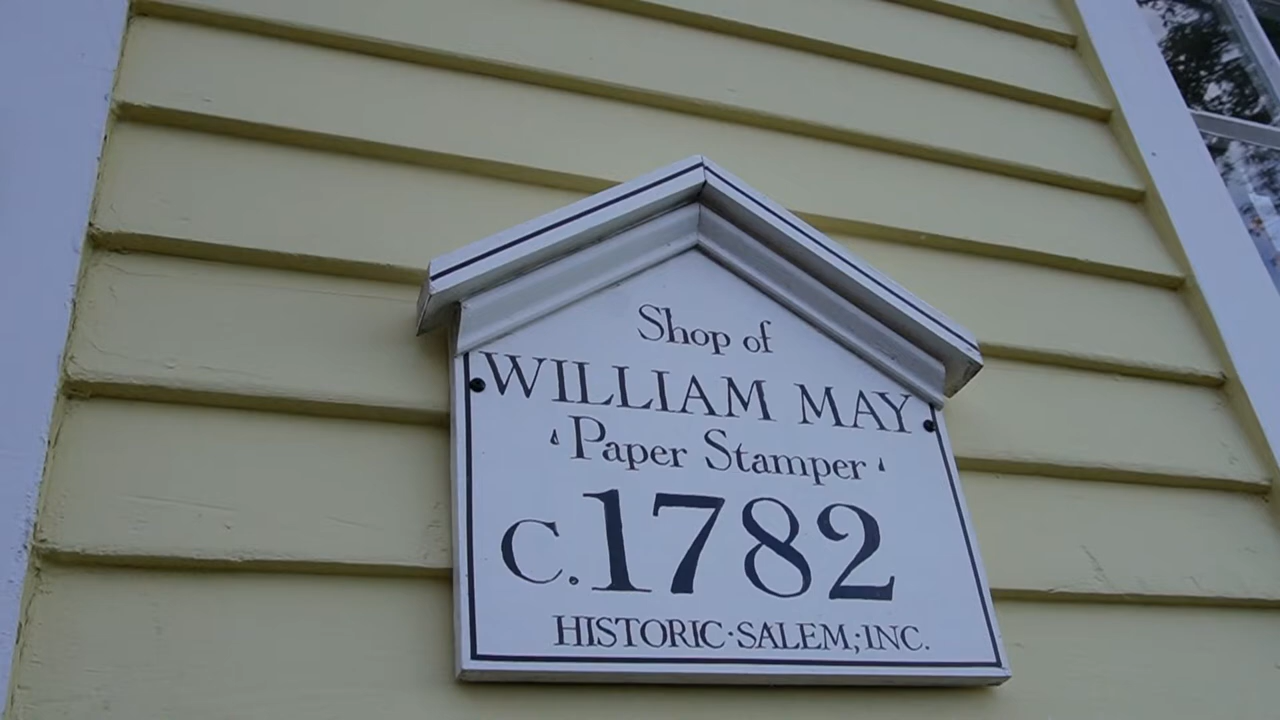 Shop of
WILLIAM MAY
Paper Stamper
C.1782
HISTORIC·SALEM;INC.